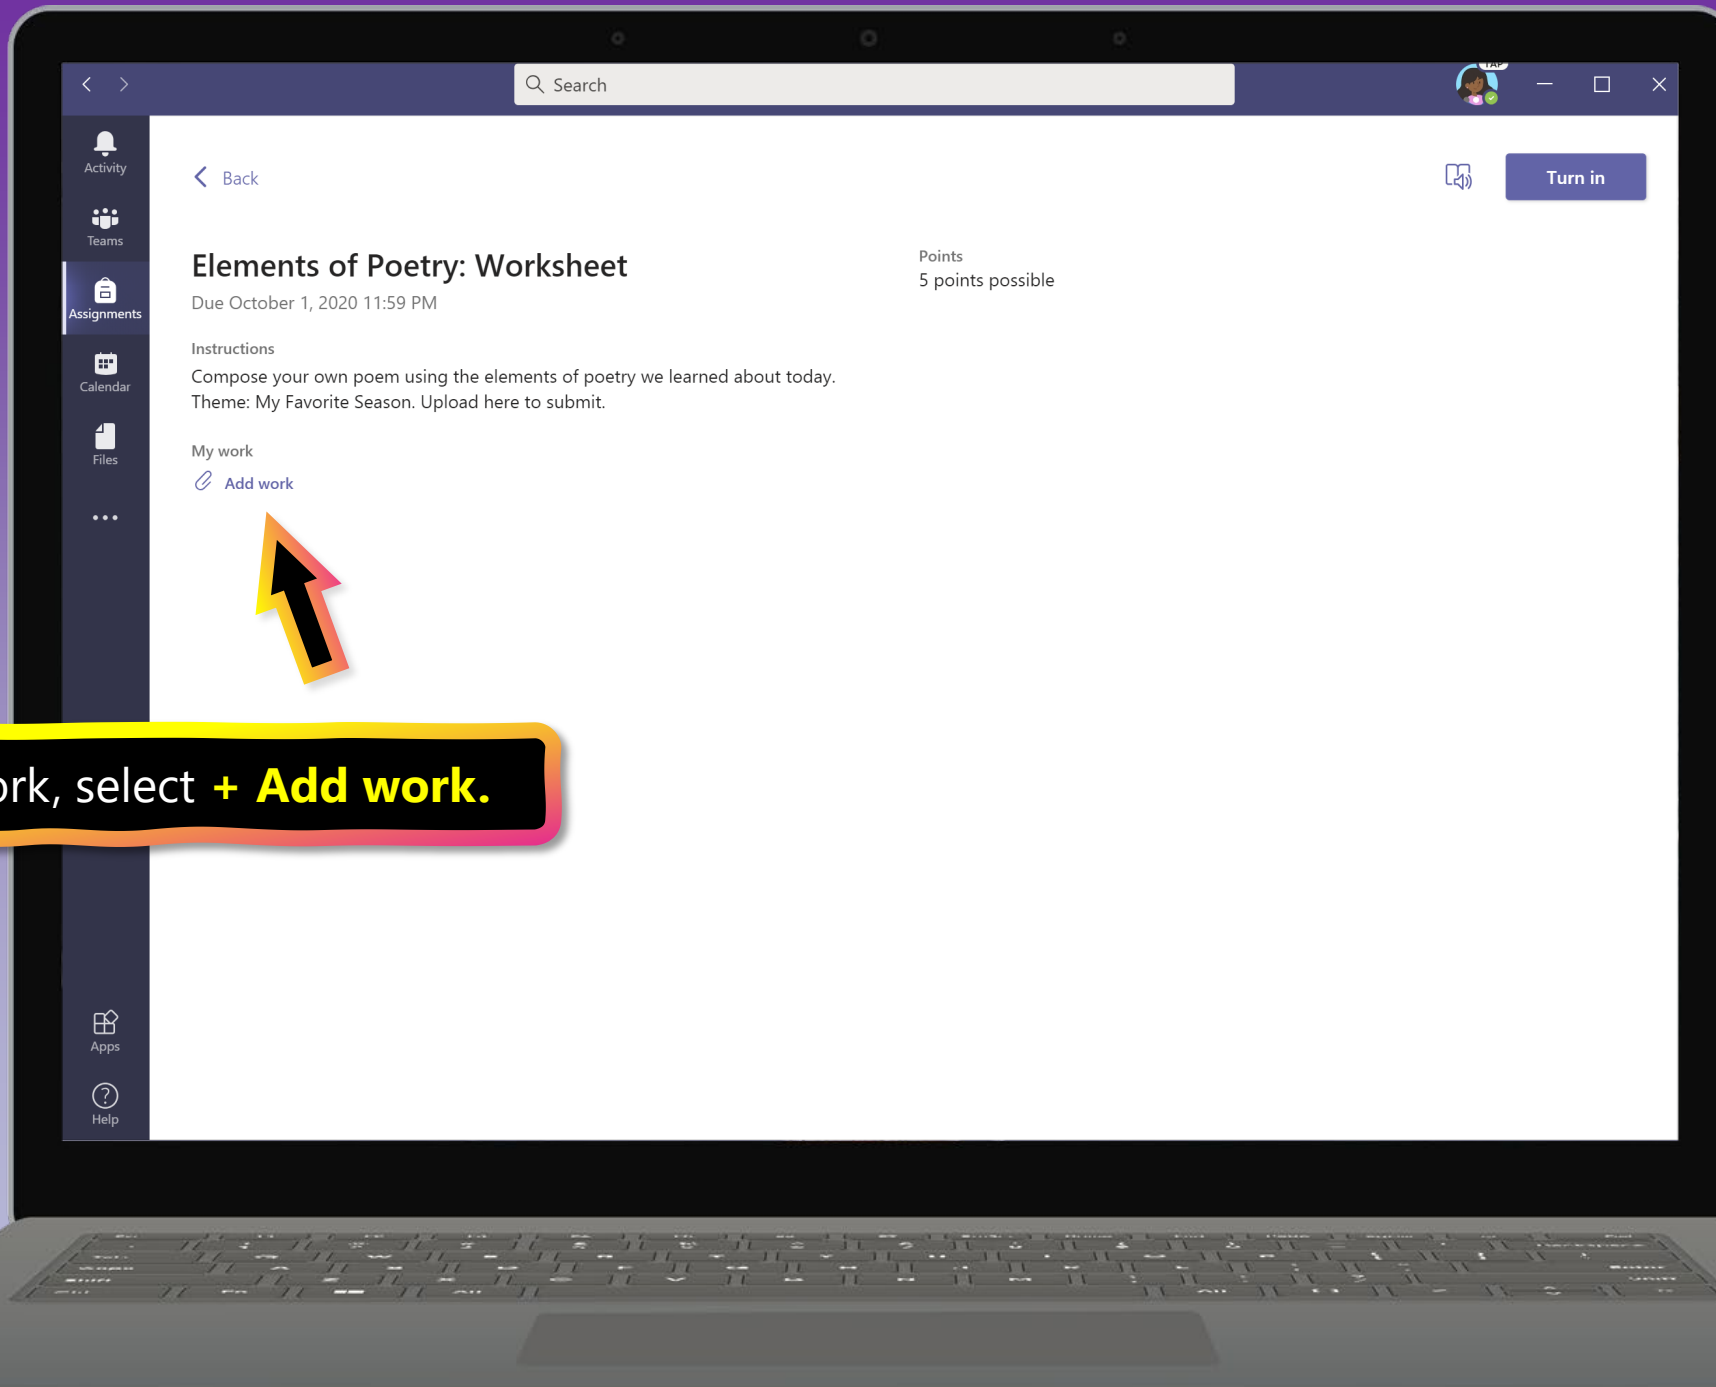 Search
TAP
Activity
Back
Turn in
Teams
Elements of Poetry: Worksheet
Points
5 points possible
Due October 1, 2020 11:59 PM
Assignments
Instructions
Compose your own poem using the elements of poetry we learned about today.
Theme: My Favorite Season. Upload here to submit.
Calendar
My work
Add work
Files
ork, select + Add work.
Apps
Help